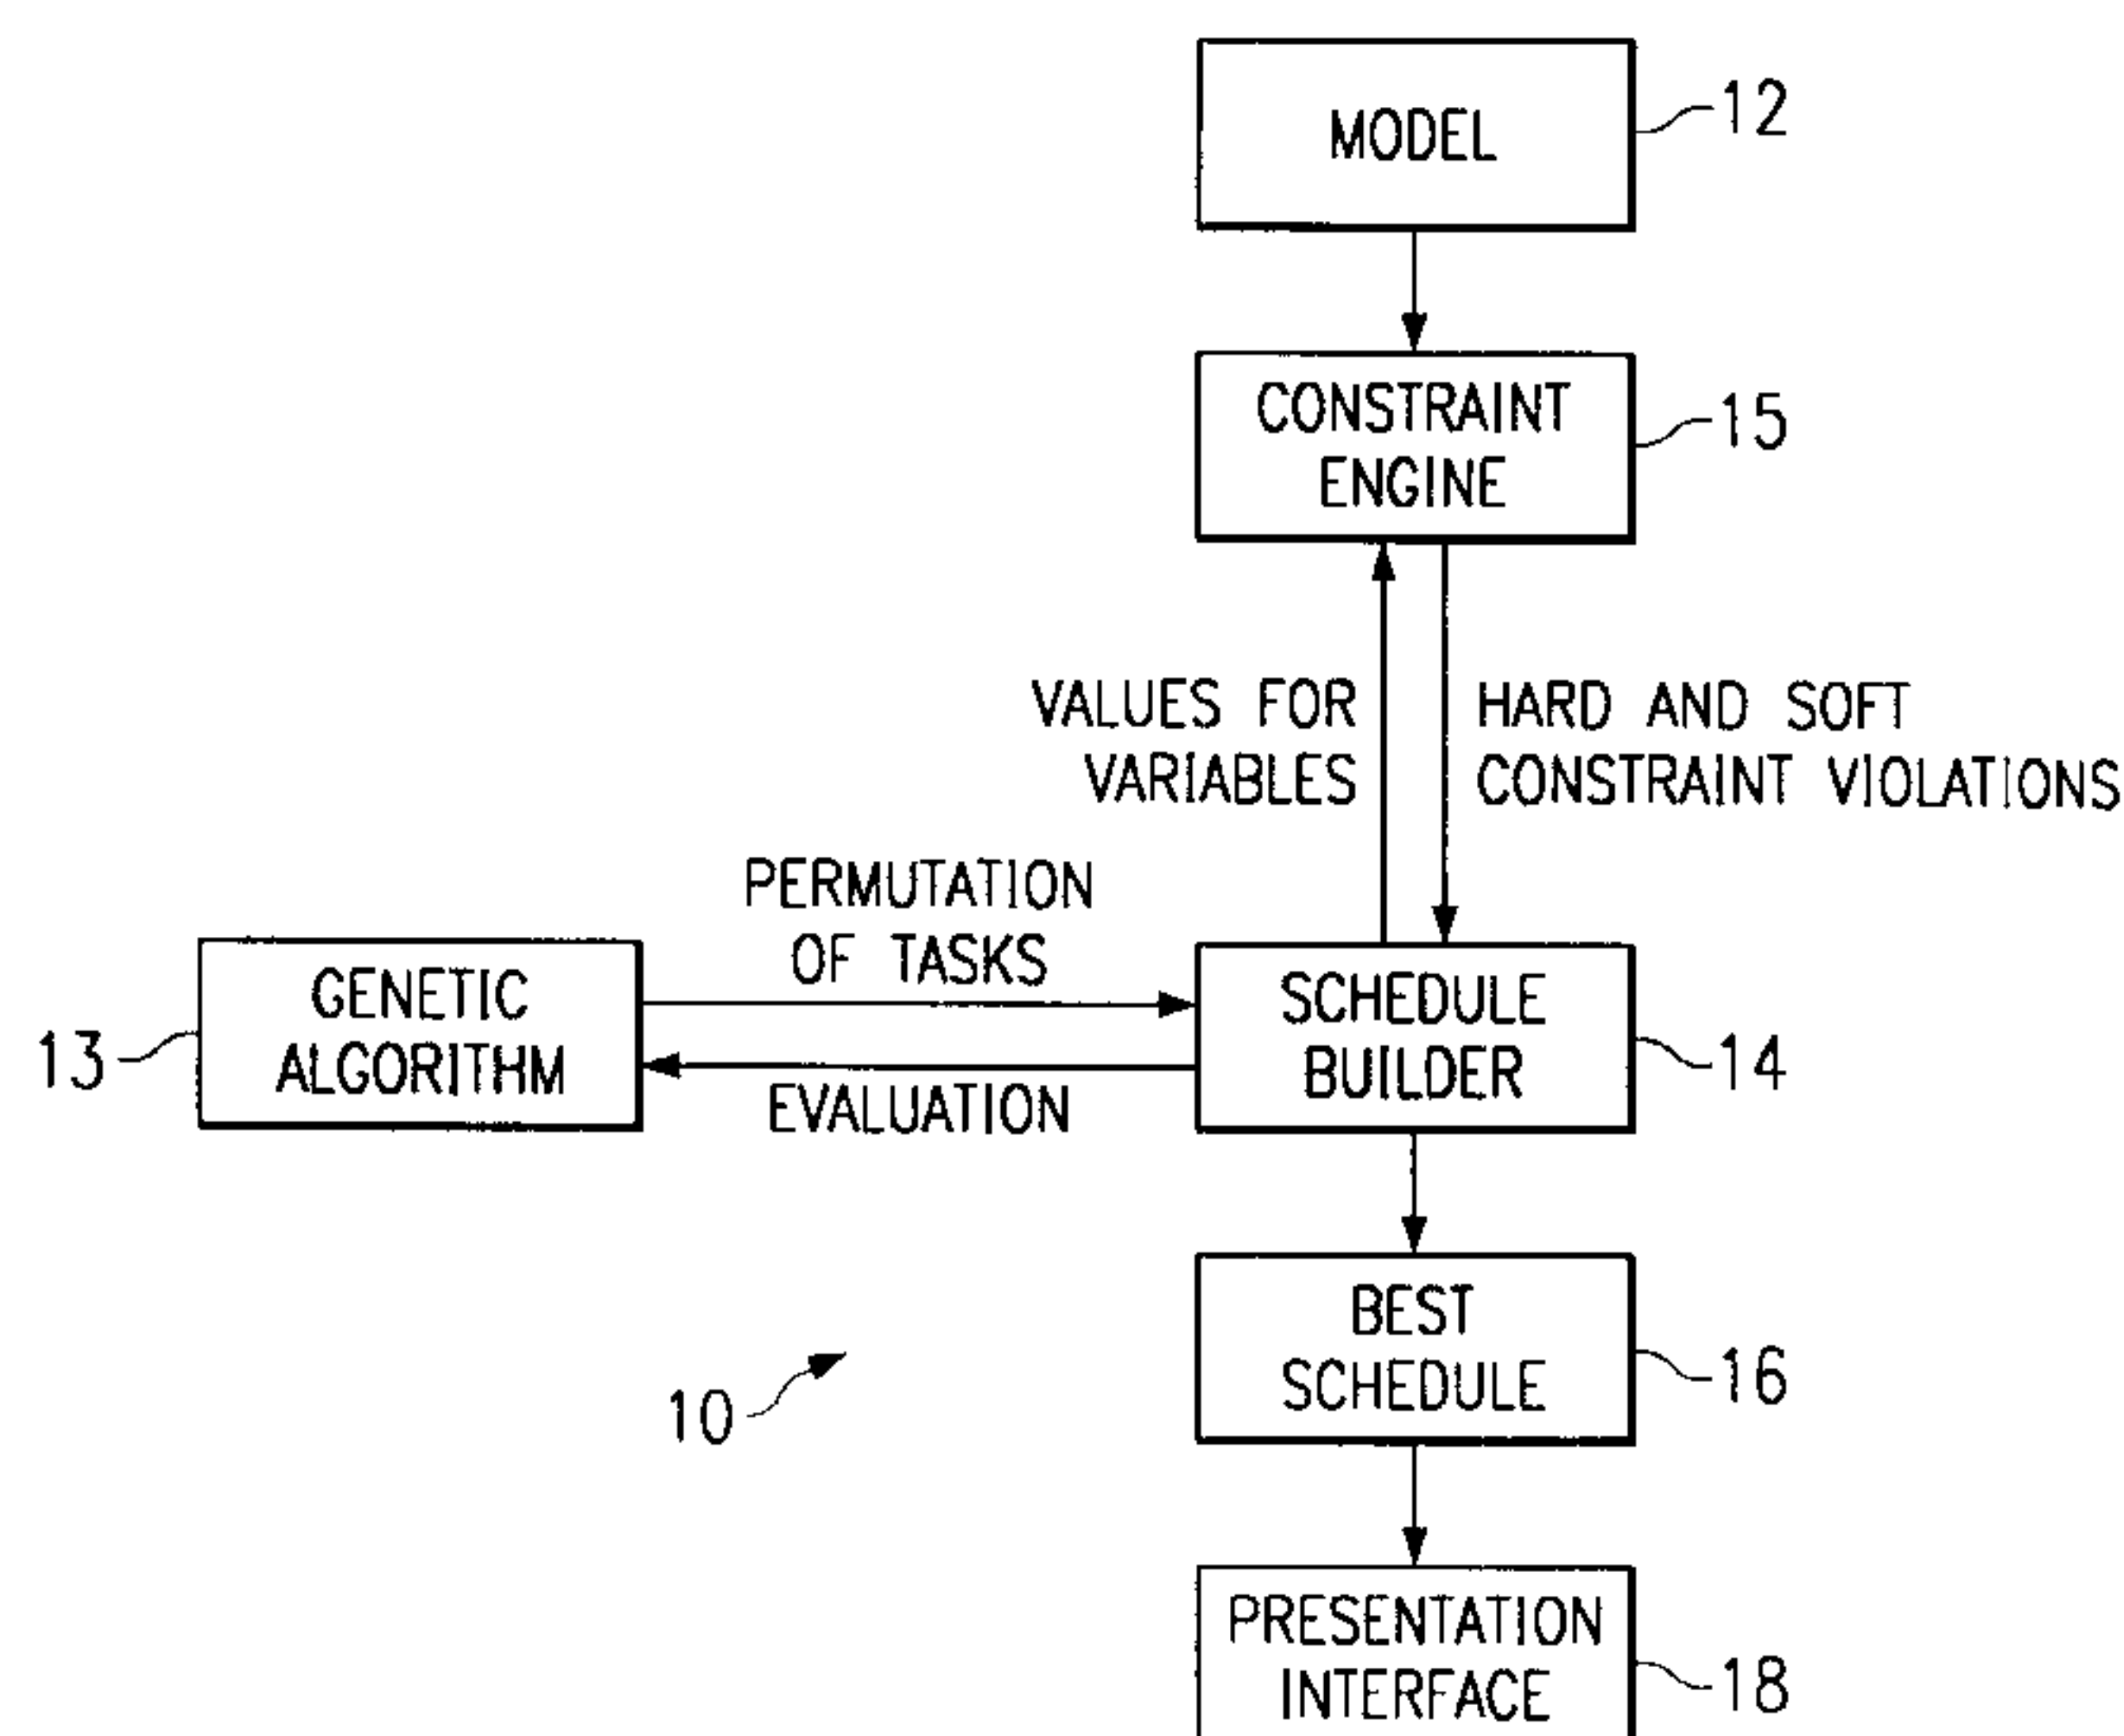 MODEL
12
CONSTRAINT
ENGINE
15
VALUES FOR
VARIABLES
HARD AND SOFT
CONSTRAINT VIOLATIONS
PERMUTATION
OF TASKS
GENETIC
ALGORITHM
13
EVALUATION
SCHEDULE
BUILDER
14
BEST
SCHEDULE
16
10
PRESENTATION
INTERFACE
18